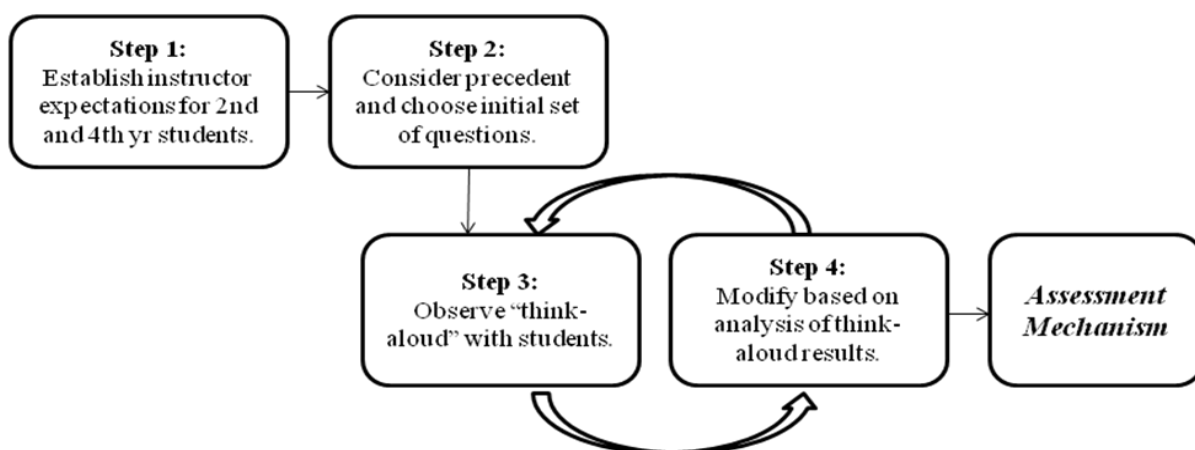 Step 1:
Establish instructor
expectations for 2nd
and 4th yr students.
Step 2:
Consider precedent
and choose initial set
of questions.
Step 3:
Observe “think-
aloud” with students.
Step 4:
Modify based on
analysis of think-
aloud results.
Assessment
Mechanism